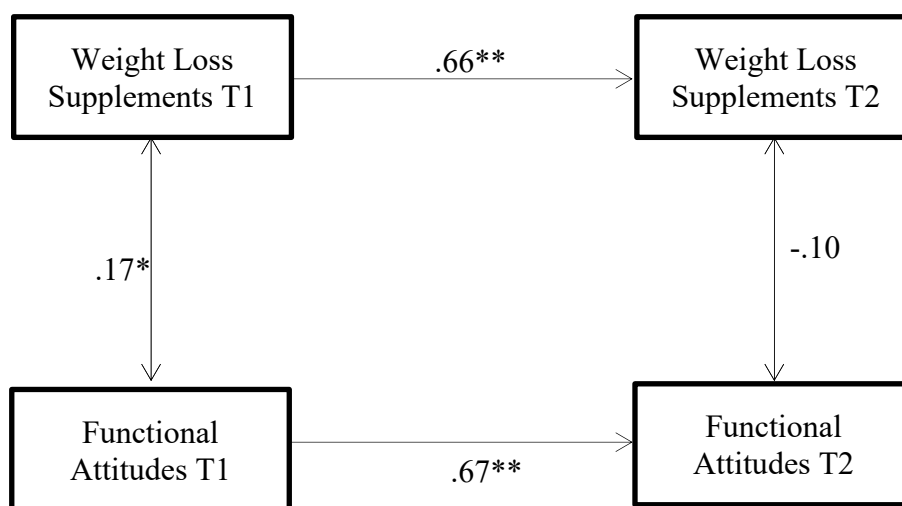 Weight Loss
Supplements T1
.66**
Weight Loss
Supplements T2
.17*
-.10
Functional
Attitudes T1
.67**
Functional
Attitudes T2